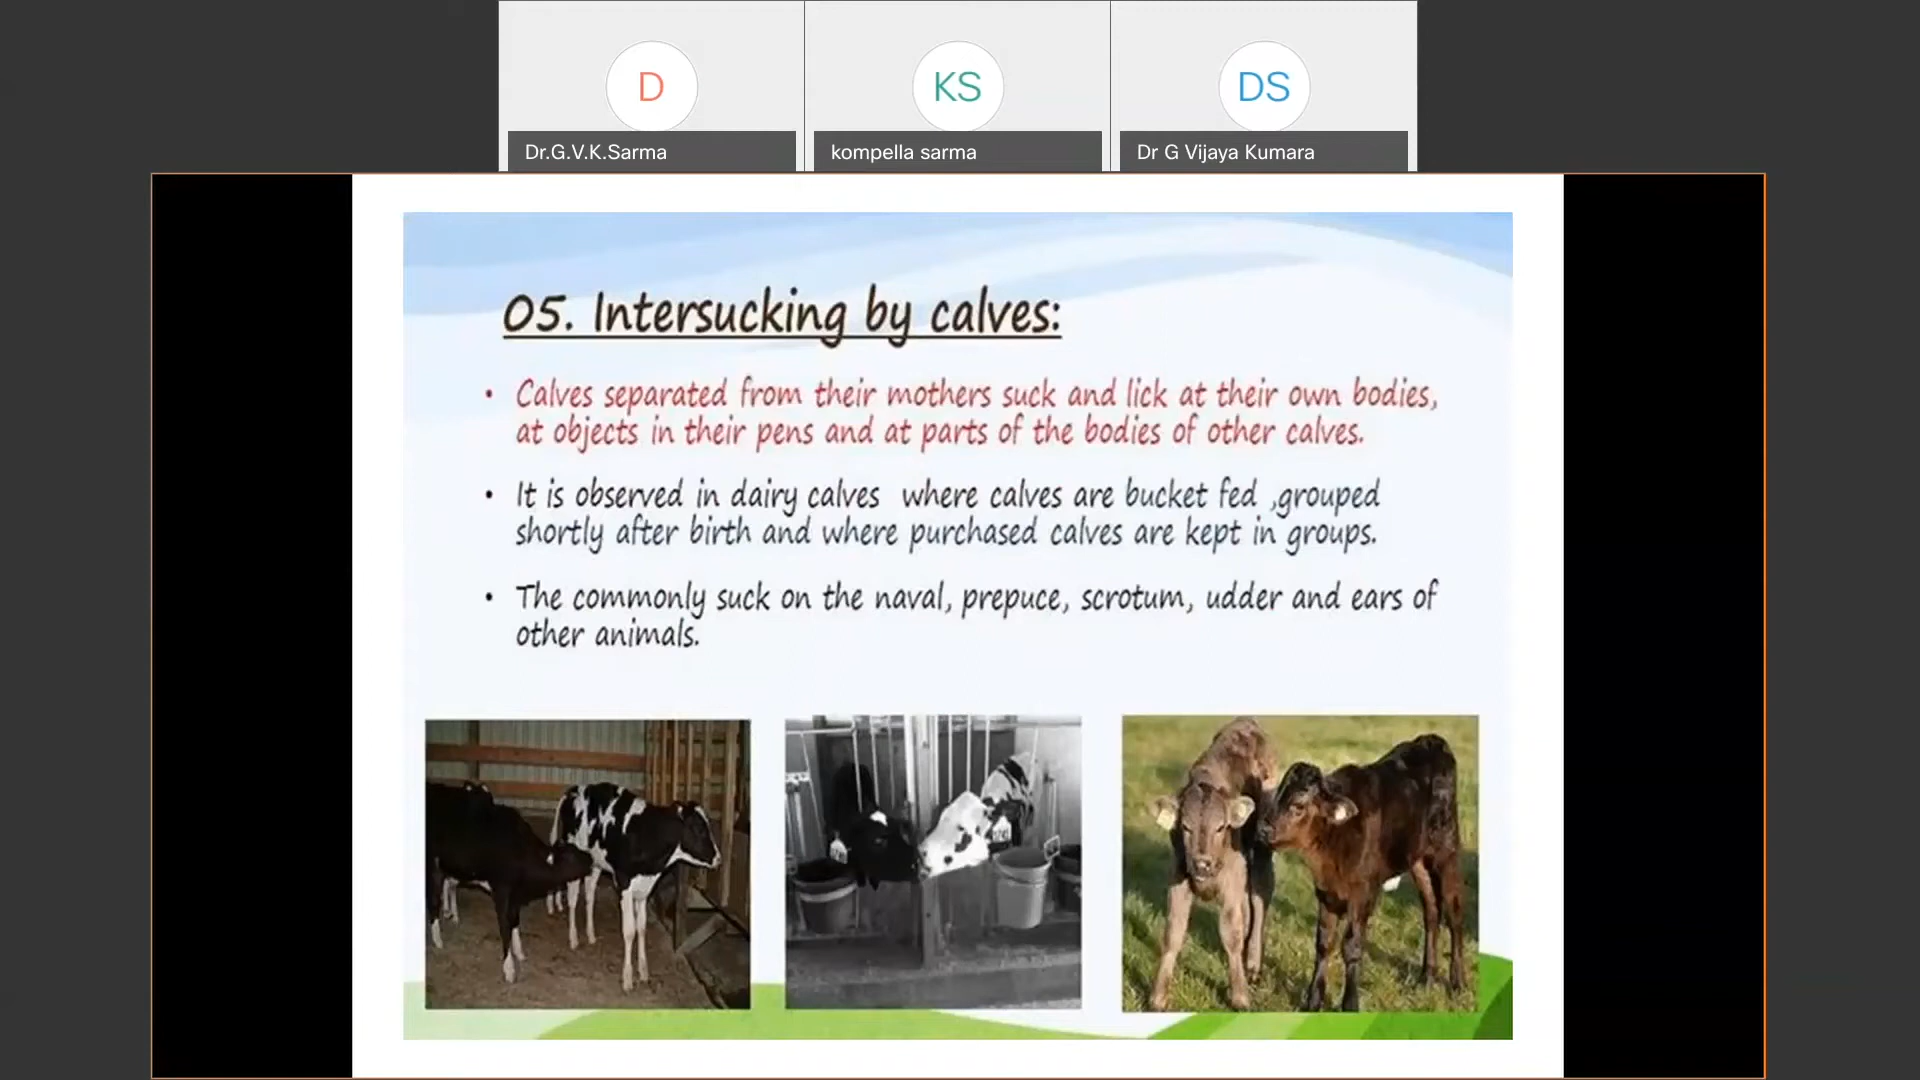 D
KS
DS
Dr.G.V.K.Sarma
kompella sarma
Dr G Vijaya Kumara
05. Intersucking by calves:
• Calves separated from their mothers suck and lick at their own bodies,
at objects in their pens and at parts of the bodies of other calves.
• It is observed in dairy calves where calves are bucket fed ,grouped
shortly after birth and where purchased calves are kept in groups.
• The commonly suck on the naval, prepuce, scrotum, udder and ears of
other animals.